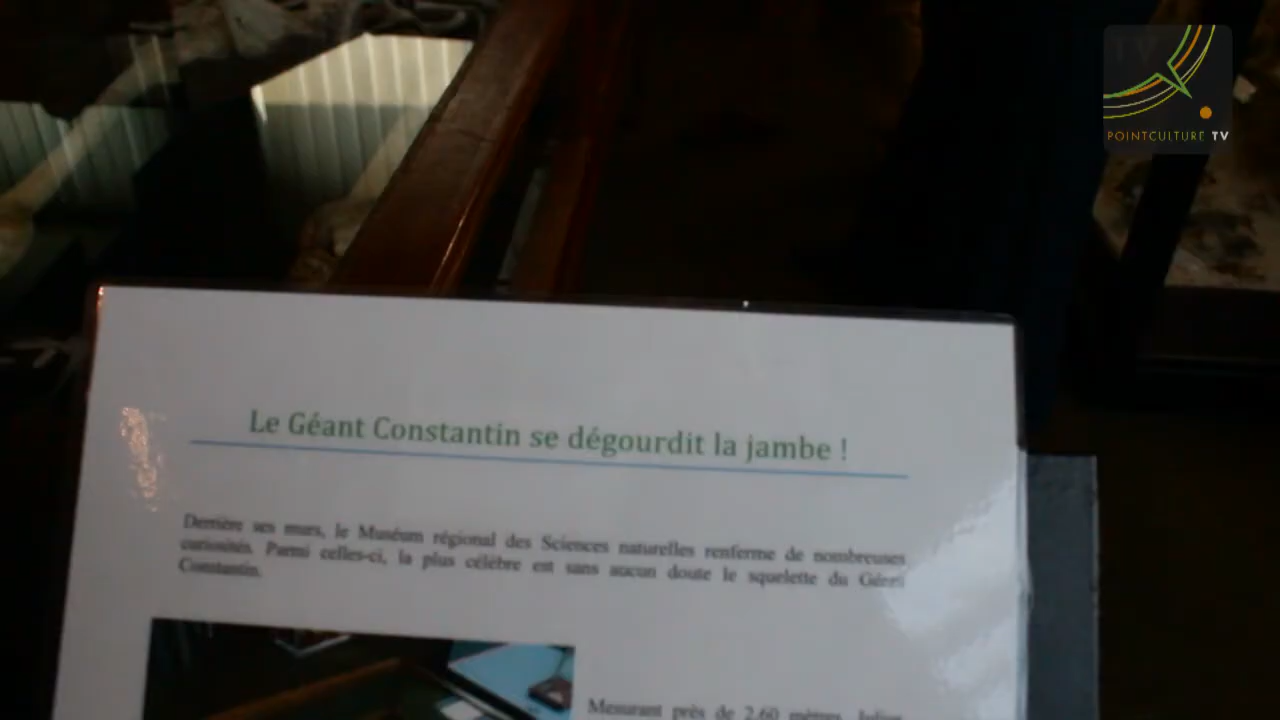 POINTCULTURE TV
Le Géant Constantin se dégourdit la jambe !
Derrière ses murs, le Muséum régional des Sciences naturelles renferme de nombreuses
curiosités. Parmi celles-ci, la plus célèbre est sans aucun doute le squelette du Géant
Constantin.
Mesurant près de 2,60 mètres, Julius